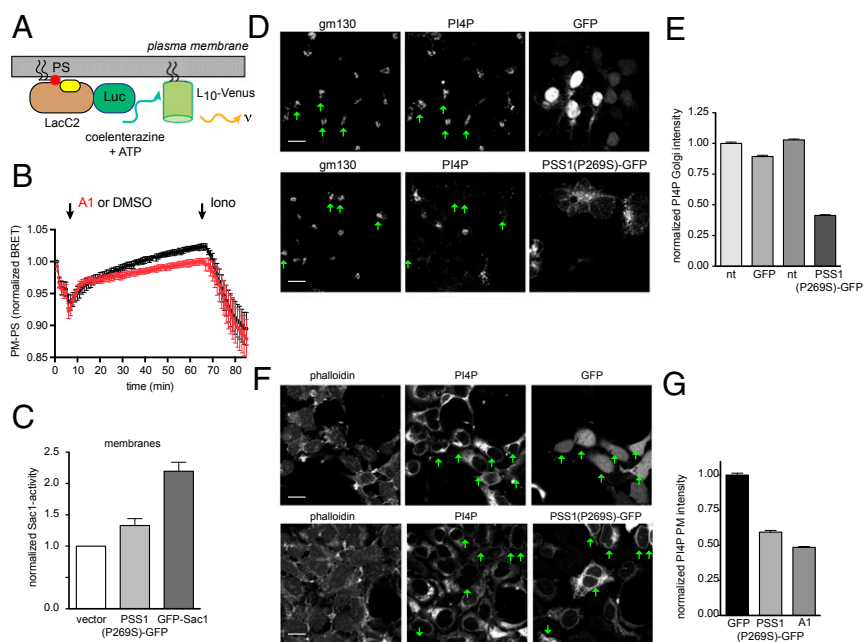 A
plasma membrane
PS
Luc
LacC2
L10-Venus
coelenterazine
+ ATP
ν
B
A1 or DMSO
Iono
PM-PS (normalized BRET)
1.05
1.00
0.95
0.90
0.85
0 10 20 30 40 50 60 70 80
time (min)
C
membranes
normalized Sac1-activity
2.5
2.0
1.5
1.0
0.5
0.0
vector PSS1 GFP-Sac1
(P269S)-GFP
D
gm130 PI4P GFP
gm130 PI4P PSS1(P269S)-GFP
E
normalized PI4P Golgi intensity
1.25
1.00
0.75
0.50
0.25
0.00
nt GFP nt PSS1
(P269S)-GFP
F
phalloidin PI4P GFP
phalloidin PI4P PSS1(P269S)-GFP
G
normalized PI4P PM intensity
1.00
0.75
0.50
0.25
0.00
GFP PSS1 A1
(P269S)-GFP